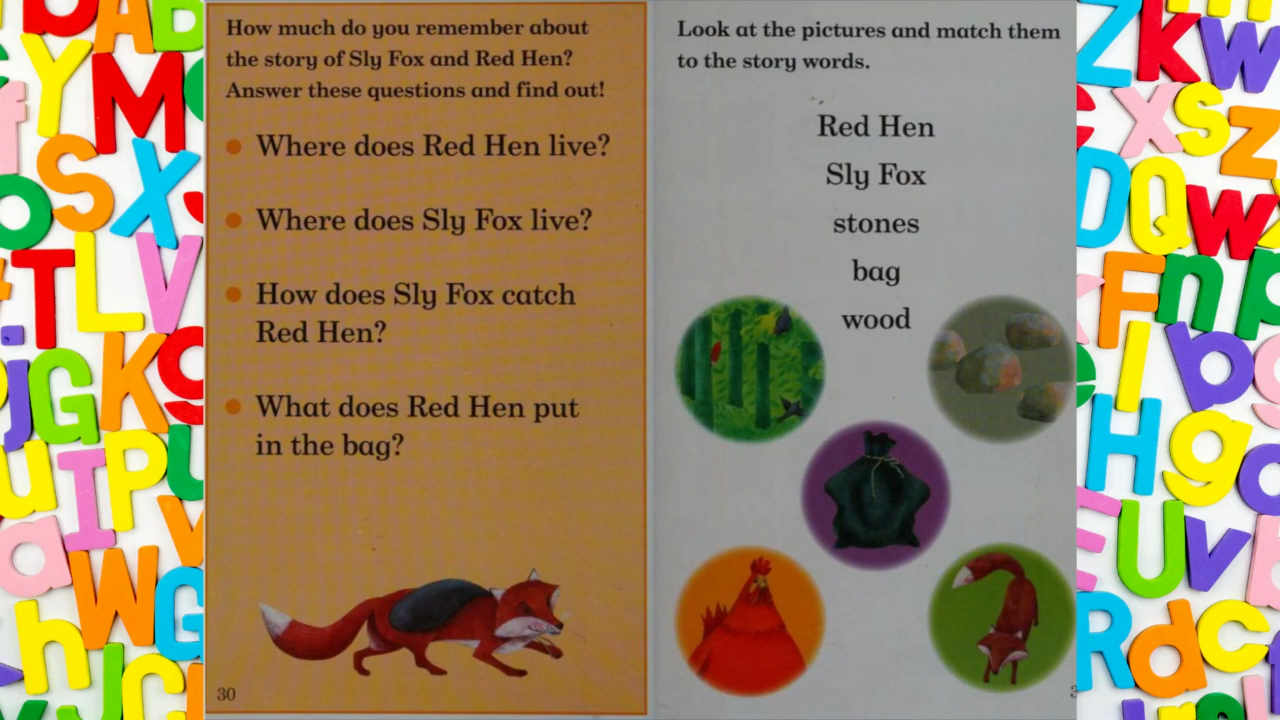 How much do you remember about
the story of Sly Fox and Red Hen?
Answer these questions and find out!
Where does Red Hen live?
Where does Sly Fox live?
How does Sly Fox catch
Red Hen?
What does Red Hen put
in the bag?
30
Look at the pictures and match them
to the story words.
Red Hen
Sly Fox
stones
bag
wood